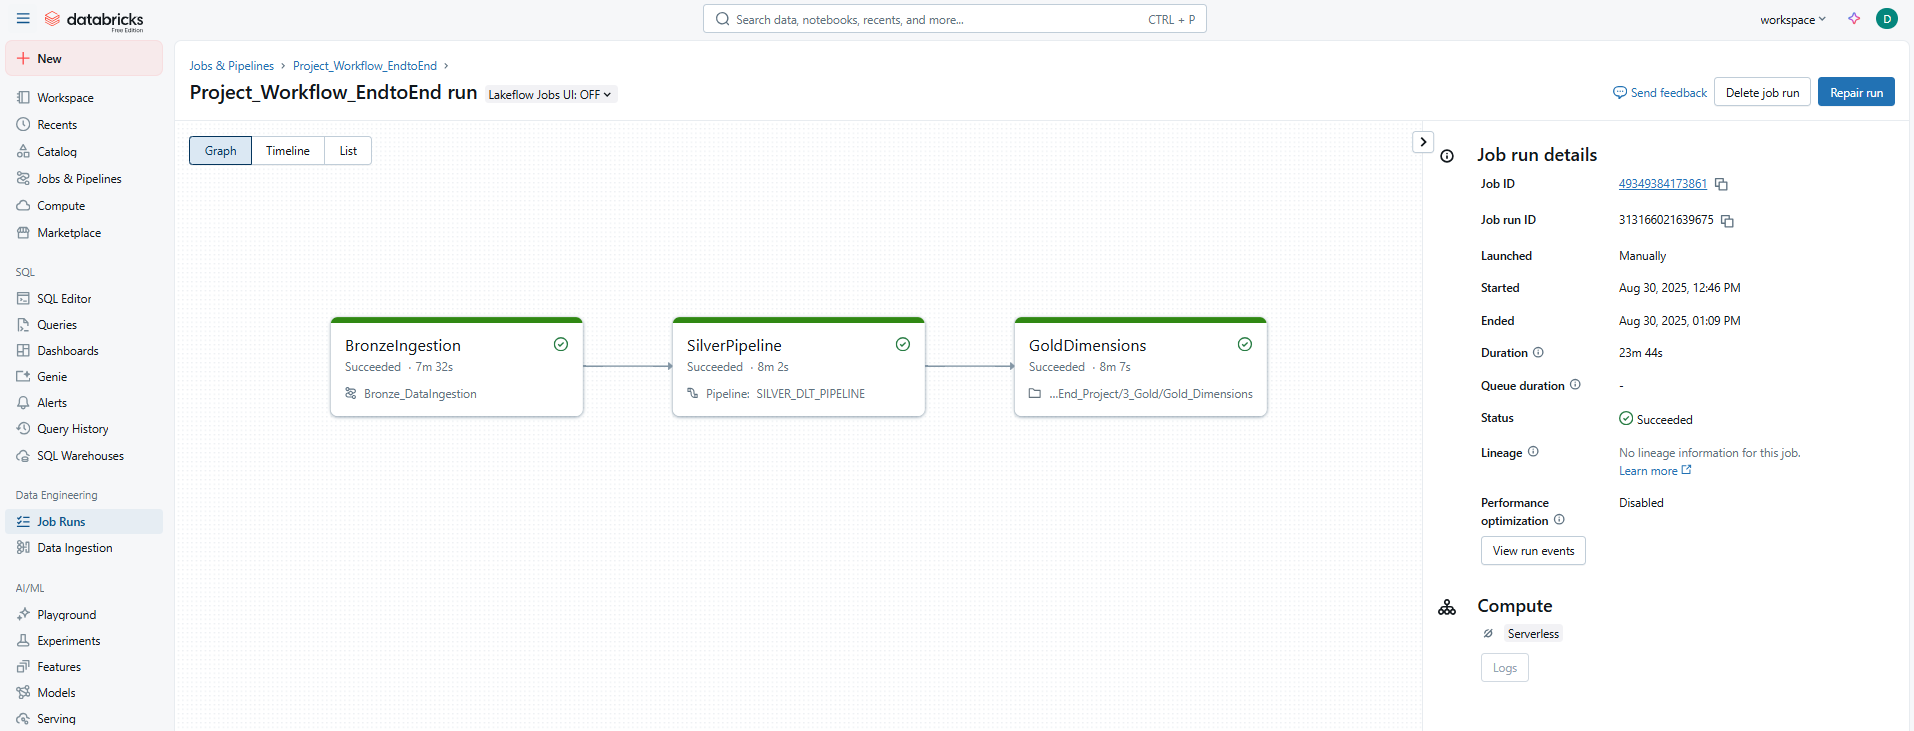 databricks
Free Edition
Search data, notebooks, recents, and more...
CTRL + P
workspace
D
New
Workspace
Recents
Catalog
Jobs & Pipelines
Compute
Marketplace
SQL
SQL Editor
Queries
Dashboards
Genie
Alerts
Query History
SQL Warehouses
Data Engineering
Job Runs
Data Ingestion
AI/ML
Playground
Experiments
Features
Models
Serving
Jobs & Pipelines › Project_Workflow_EndtoEnd ›
Project_Workflow_EndtoEnd run
Lakeflow Jobs UI: OFF
Send feedback
Delete job run
Repair run
Graph
Timeline
List
BronzeIngestion
Succeeded · 7m 32s
Bronze_DataIngestion
SilverPipeline
Succeeded · 8m 2s
Pipeline: SILVER_DLT_PIPELINE
GoldDimensions
Succeeded · 8m 7s
...End_Project/3_Gold/Gold_Dimensions
Job run details
Job ID 49349384173861
Job run ID 313166021639675
Launched Manually
Started Aug 30, 2025, 12:46 PM
Ended Aug 30, 2025, 01:09 PM
Duration 23m 44s
Queue duration -
Status Succeeded
Lineage No lineage information for this job.
Learn more
Performance optimization Disabled
View run events
Compute
Serverless
Logs